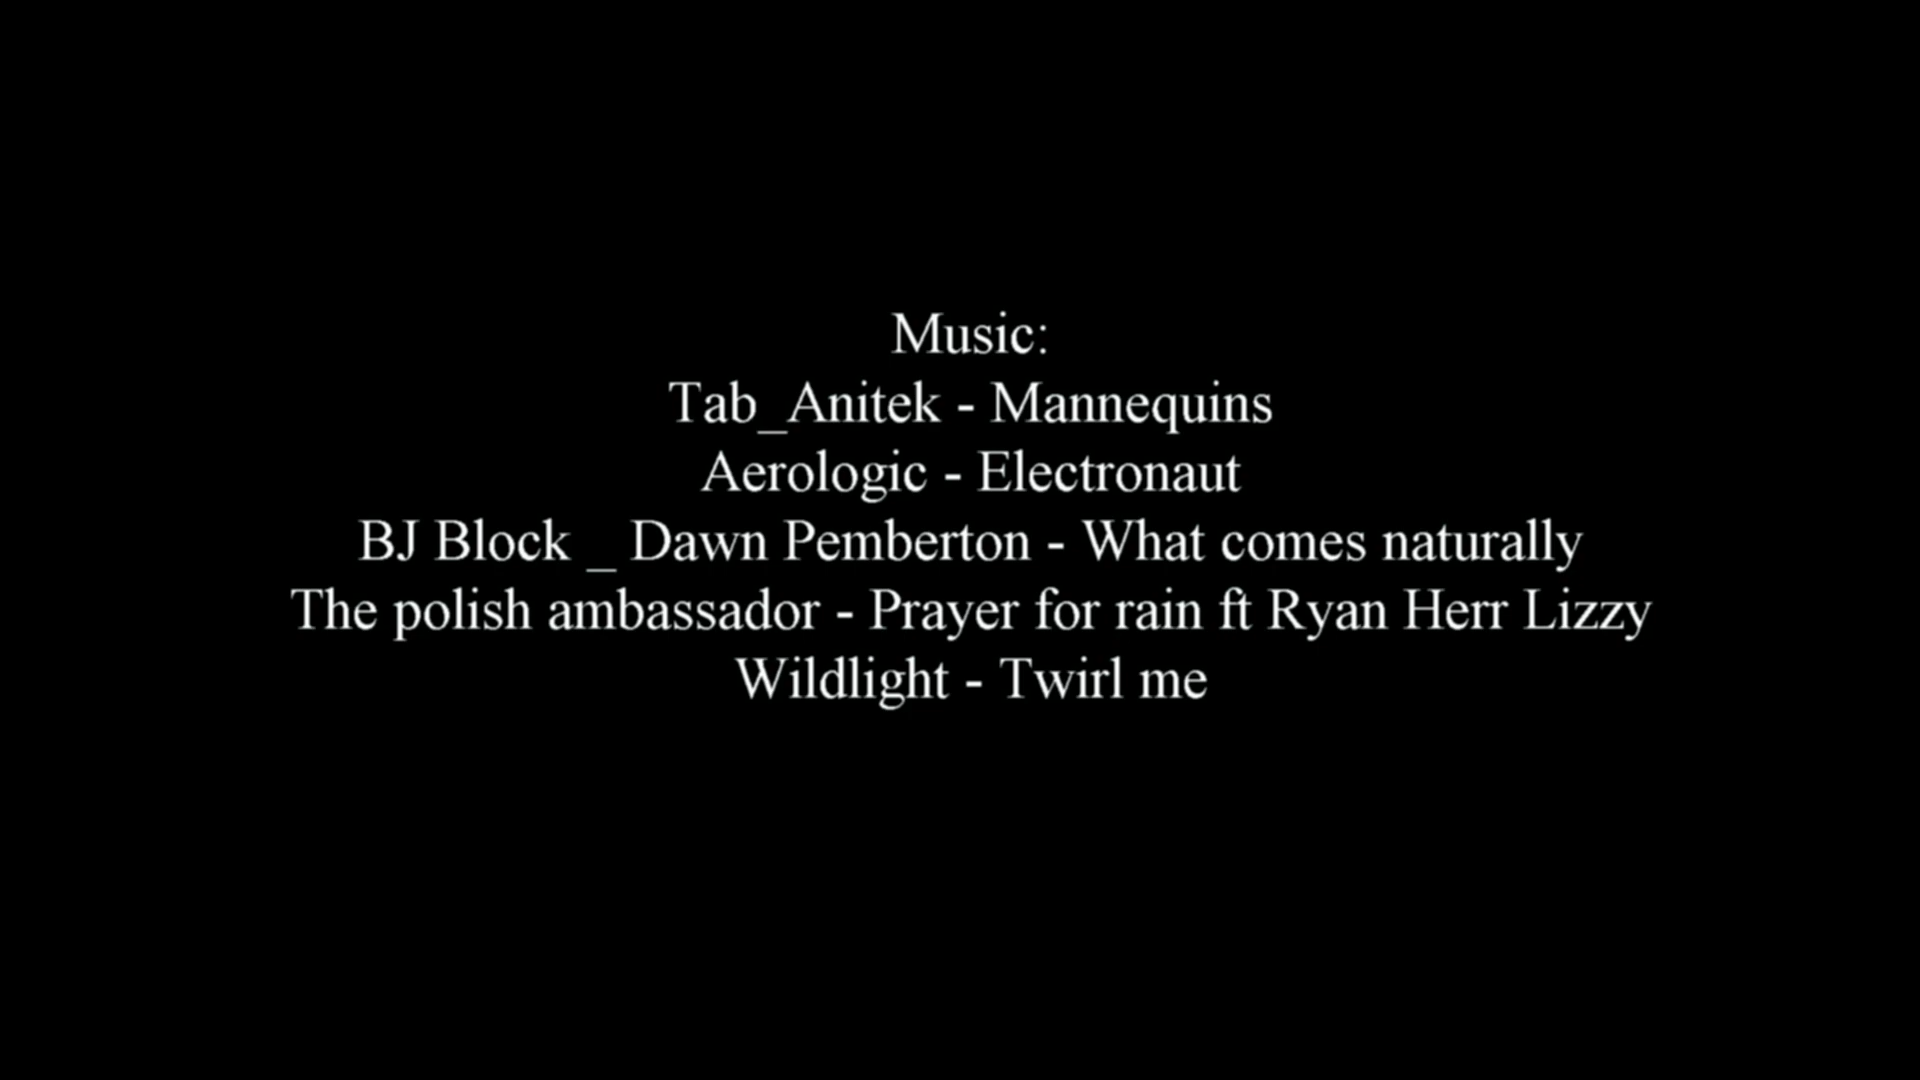 Music:
Tab_Anitek - Mannequins
Aerologic - Electronaut
BJ Block _ Dawn Pemberton - What comes naturally
The polish ambassador - Prayer for rain ft Ryan Herr Lizzy
Wildlight - Twirl me